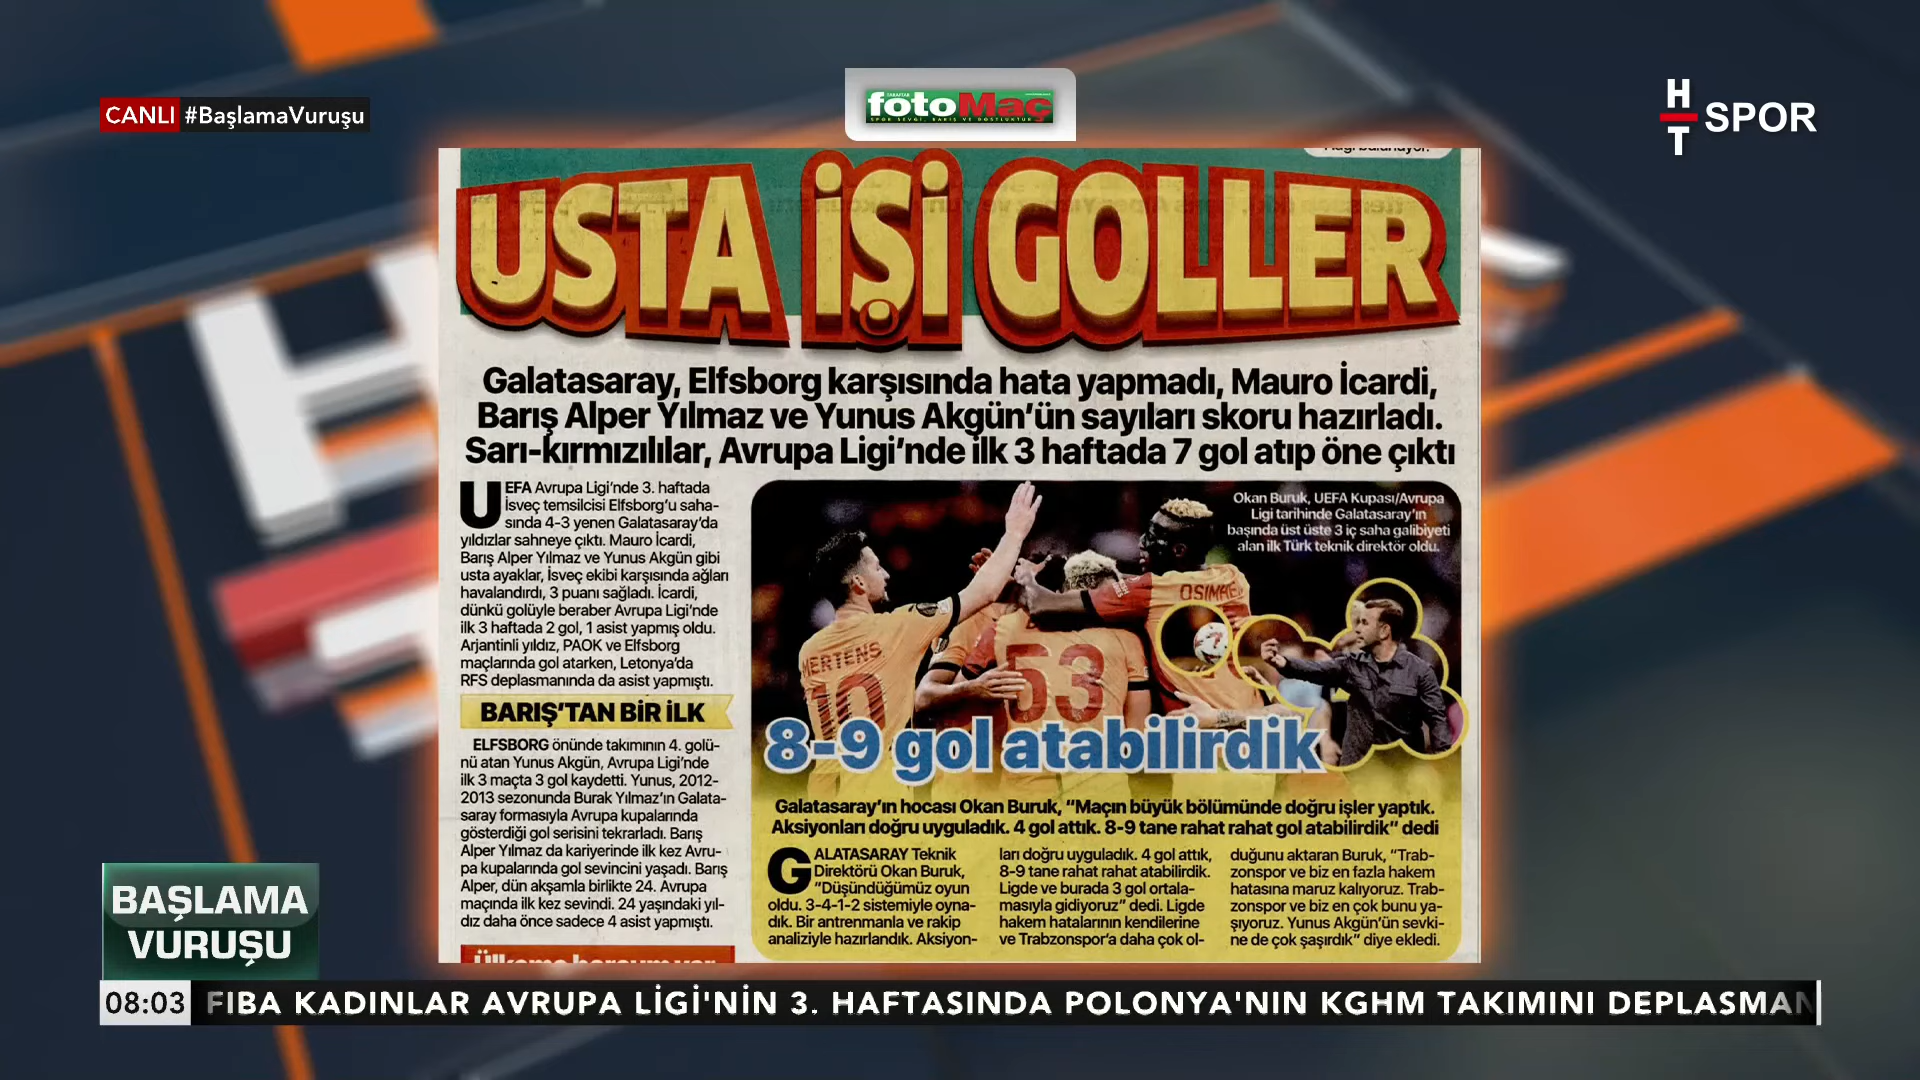 CANLI #BaşlamaVuruşu
fotoMaç
SPOR SEVGİ, BARIŞ VE DOSTLUKTUR
HT SPOR
USTA İŞİ GOLLER
Galatasaray, Elfsborg karşısında hata yapmadı, Mauro İcardi,
Barış Alper Yılmaz ve Yunus Akgün'ün sayıları skoru hazırladı.
Sarı-kırmızılılar, Avrupa Ligi'nde ilk 3 haftada 7 gol atıp öne çıktı
UEFA Avrupa Ligi'nde 3. haftada
İsveç temsilcisi Elfsborg'u saha-
sında 4-3 yenen Galatasaray'da
yıldızlar sahneye çıktı. Mauro İcardi,
Barış Alper Yılmaz ve Yunus Akgün gibi
usta ayaklar, İsveç ekibi karşısında ağları
havalandırdı, 3 puanı sağladı. İcardi,
dünkü golüyle beraber Avrupa Ligi'nde
ilk 3 haftada 2 gol, 1 asist yapmış oldu.
Arjantinli yıldız, PAOK ve Elfsborg
maçlarında gol atarken, Letonya'da
RFS deplasmanında da asist yapmıştı.
BARIŞ'TAN BİR İLK
ELFSBORG önünde takımının 4. golü-
nü atan Yunus Akgün, Avrupa Ligi'nde
ilk 3 maçta 3 gol kaydetti. Yunus, 2012-
2013 sezonunda Burak Yılmaz'ın Galata-
saray formasıyla Avrupa kupalarında
gösterdiği gol serisini tekrarladı. Barış
Alper Yılmaz da kariyerinde ilk kez Avru-
pa kupalarında gol sevincini yaşadı. Barış
Alper, dün akşamla birlikte 24. Avrupa
maçında ilk kez sevindi. 24 yaşındaki yıl-
dız daha önce sadece 4 asist yapmıştı.
Okan Buruk, UEFA Kupası/Avrupa
Ligi tarihinde Galatasaray'ın
başında üst üste 3 iç saha galibiyeti
alan ilk Türk teknik direktör oldu.
MERTENS
10
53
OSIMHEN
8-9 gol atabilirdik
Galatasaray'ın hocası Okan Buruk, "Maçın büyük bölümünde doğru işler yaptık.
Aksiyonları doğru uyguladık. 4 gol attık. 8-9 tane rahat rahat gol atabilirdik" dedi
GALATASARAY Teknik
Direktörü Okan Buruk,
"Düşündüğümüz oyun
oldu. 3-4-1-2 sistemiyle oyna-
dık. Bir antrenmanla ve rakip
analiziyle hazırlandık. Aksiyon-
ları doğru uyguladık. 4 gol attık,
8-9 tane rahat rahat atabilirdik.
Ligde ve burada 3 gol ortala-
masıyla gidiyoruz" dedi. Ligde
hakem hatalarının kendilerine
ve Trabzonspor'a daha çok ol-
duğunu aktaran Buruk, "Trab-
zonspor ve biz en fazla hakem
hatasına maruz kalıyoruz. Trab-
zonspor ve biz en çok bunu ya-
şıyoruz. Yunus Akgün'ün sevki-
ne de çok şaşırdık" diye ekledi.
BAŞLAMA
VURUŞU
08:03 FIBA KADINLAR AVRUPA LİGİ'NİN 3. HAFTASINDA POLONYA'NIN KGHM TAKIMINI DEPLASMAN